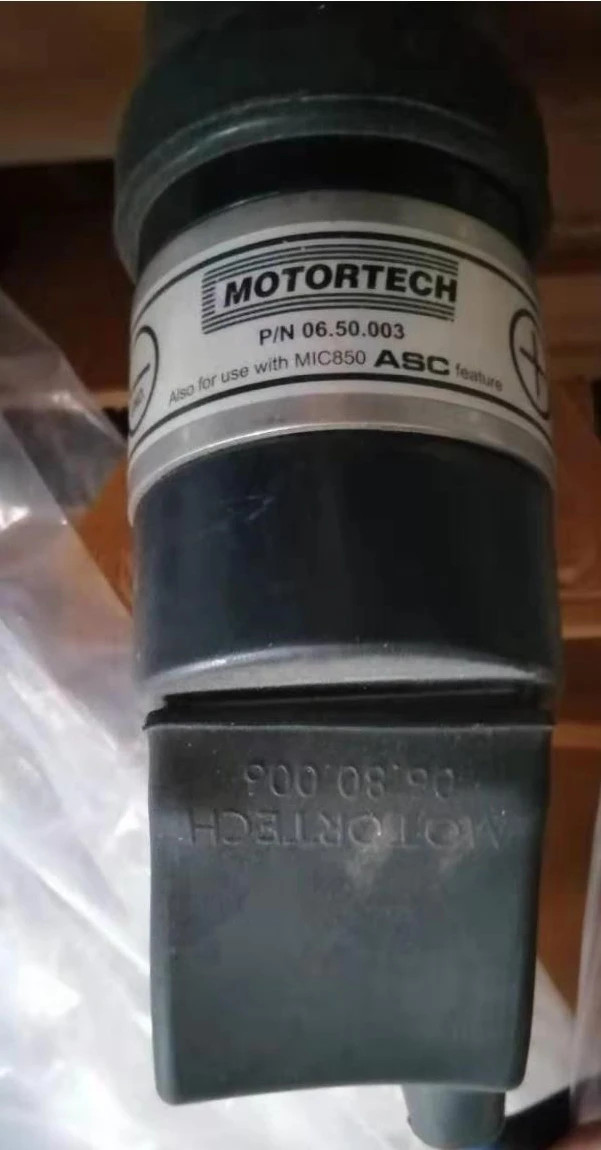 MOTORTECH
P/N 06.50.003
Also for use with MIC850 ASC feature
MOTORTECH
06.80.006